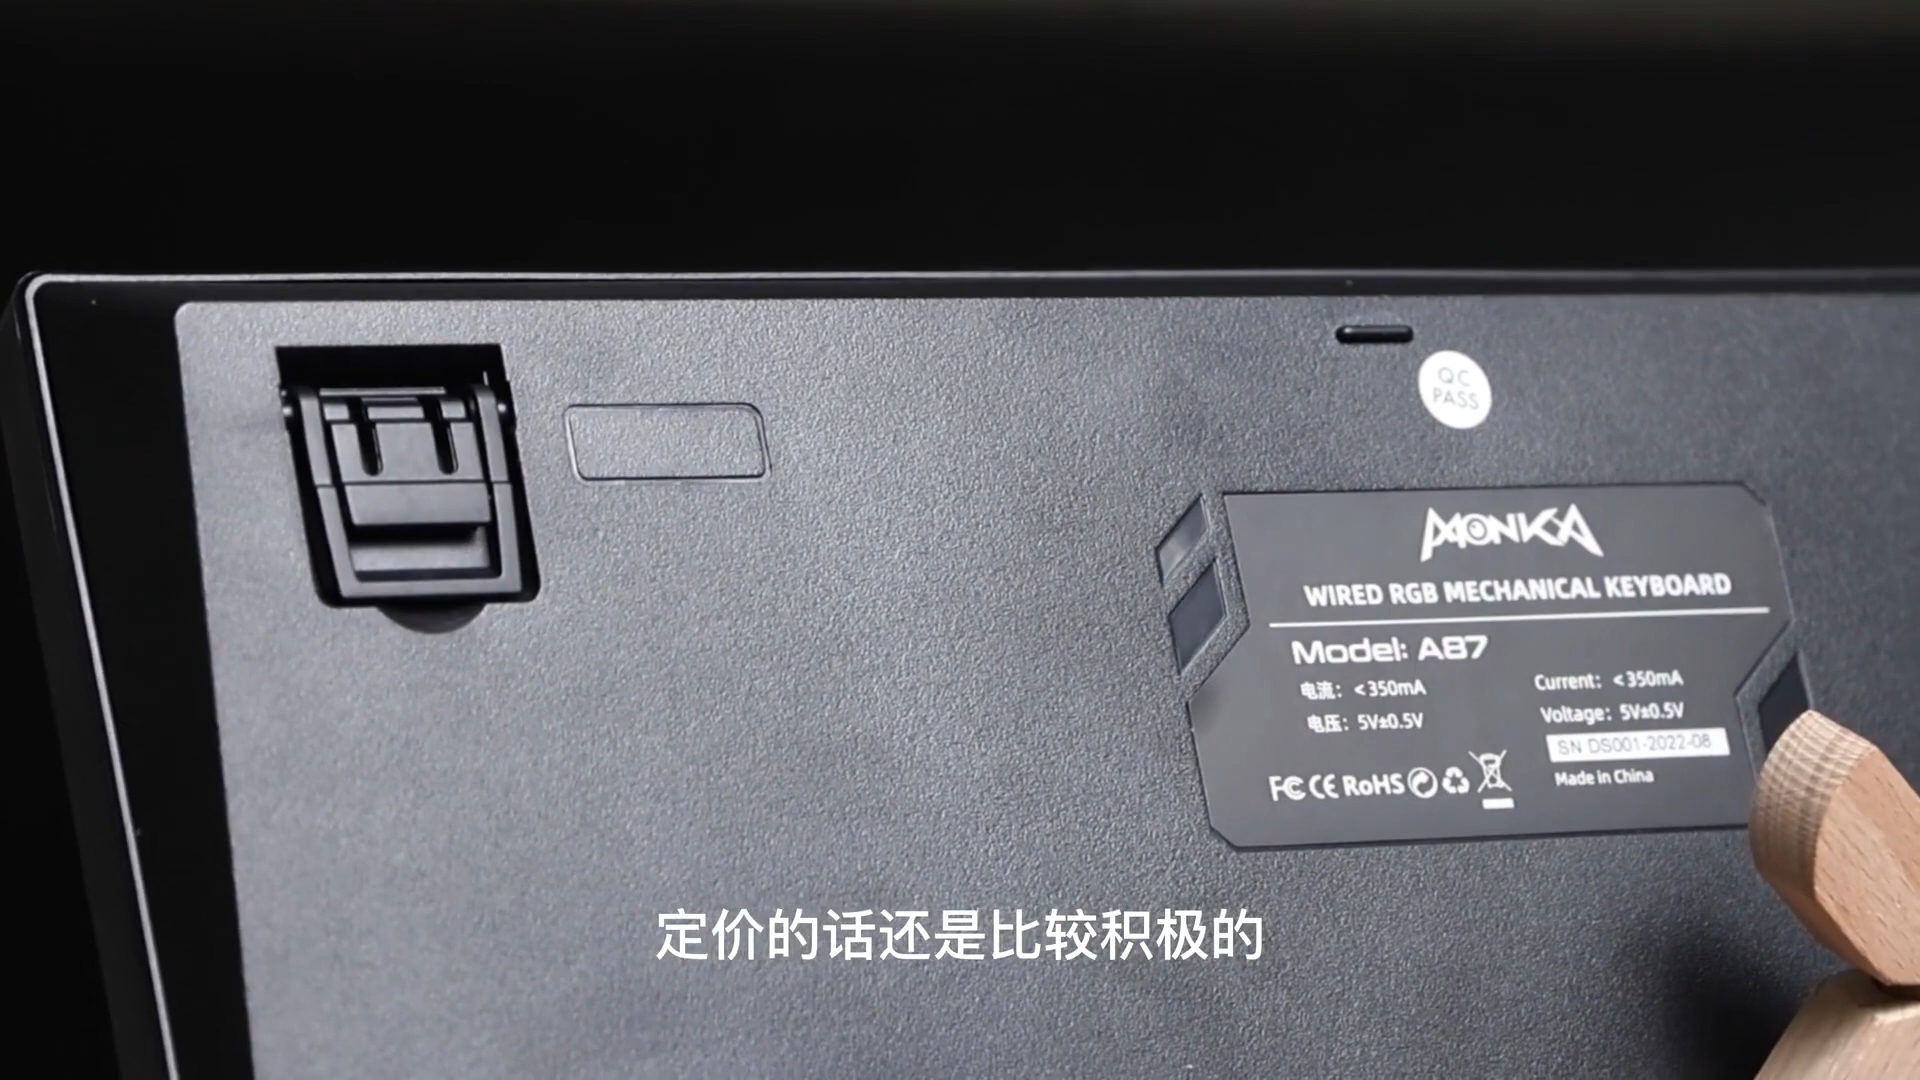 QC
PASS
MONKA
WIRED RGB MECHANICAL KEYBOARD
Model: A87
电流：＜350mA
Current：＜350mA
电压：5V±0.5V
Voltage：5V±0.5V
SN DS001-2022-08
FC CE RoHS
Made in China
定价的话还是比较积极的